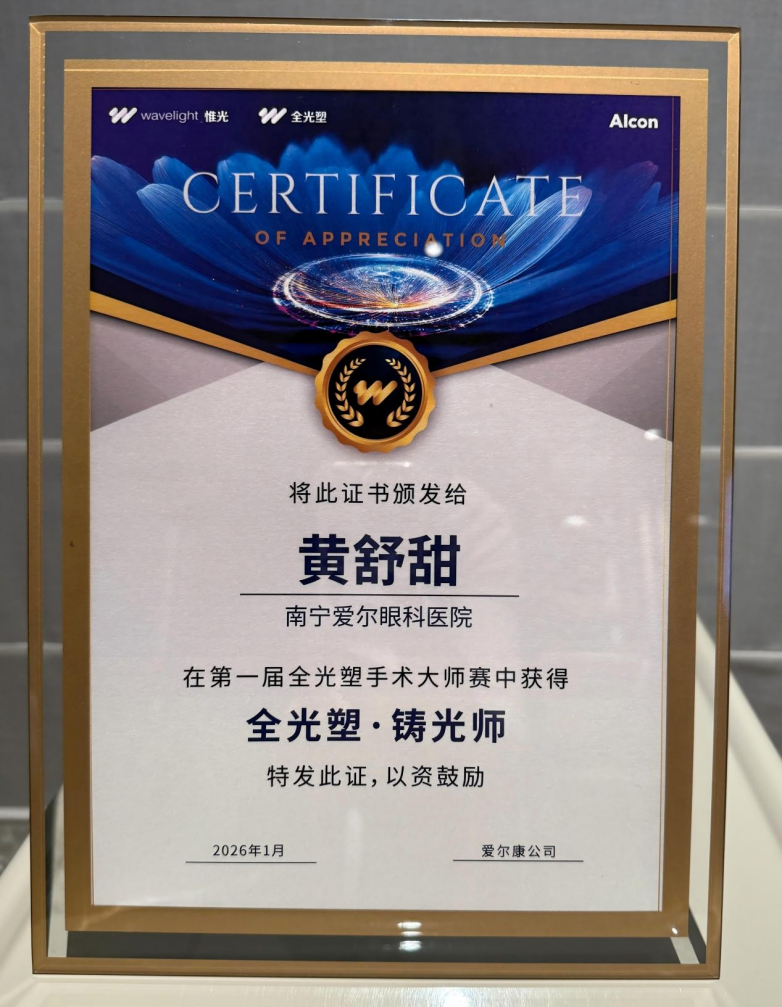 wavelight 惟光 全光塑 Alcon
CERTIFICATE
OF APPRECIATION
将此证书颁发给
黄舒甜
南宁爱尔眼科医院
在第一届全光塑手术大师赛中获得
全光塑·铸光师
特发此证，以资鼓励
2026年1月 爱尔康公司